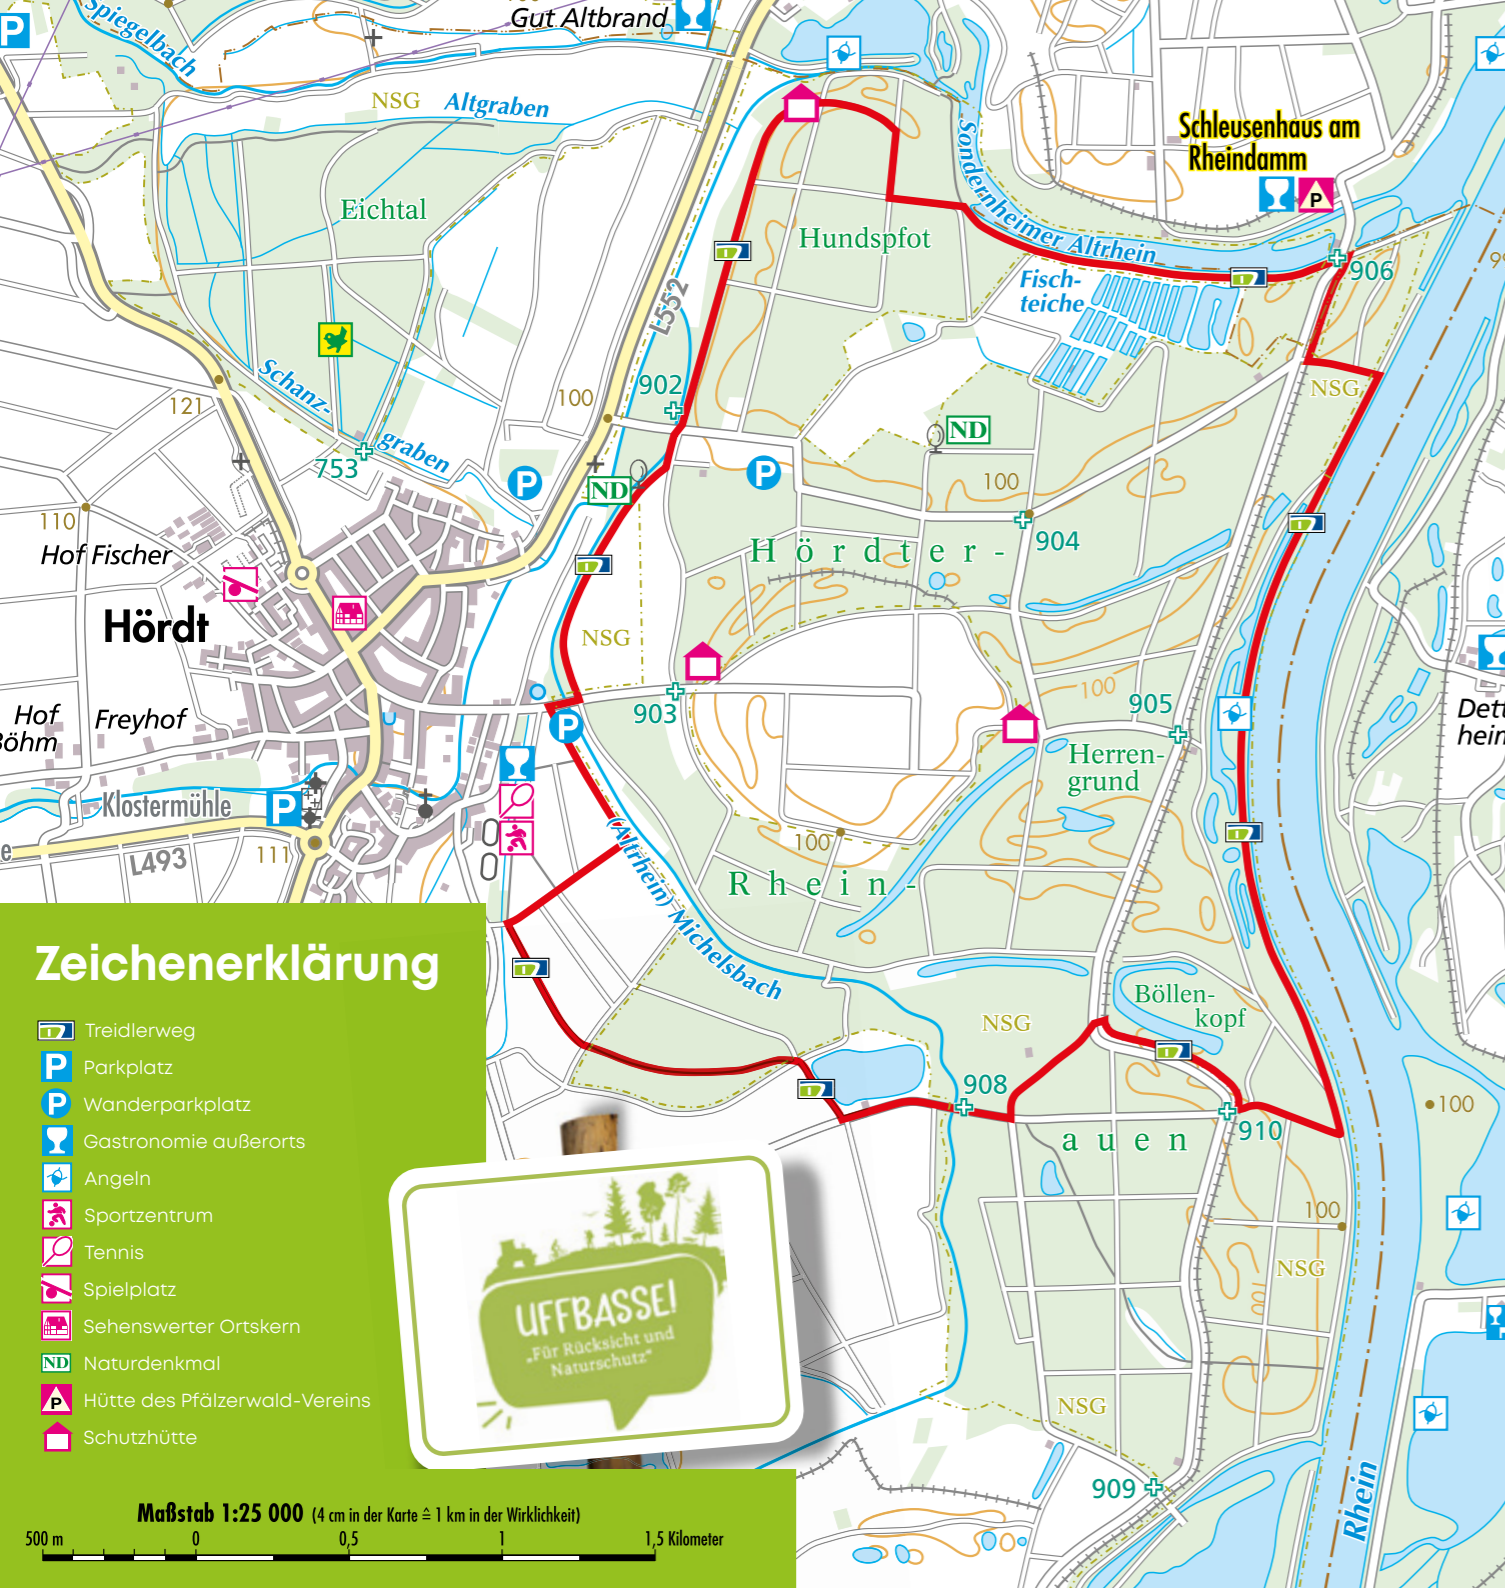 P
Spiegelbach
Gut Altbrand
NSG
Altgraben
Sondernheimer Altrhein
Schleusenhaus am
Rheindamm
P
Eichtal
Hundspfot
906
Fisch-
teiche
L552
902
NSG
Schanz-
graben
121
100
753
P
ND
P
ND
100
904
110
Hof Fischer
Hördter-
Hördt
NSG
100
905
903
Hof
Böhm
Freyhof
P
Herren-
grund
Dett
heim
Klostermühle
P
L493
111
100
Rhein-
(Altrhein) Michelsbach
e
Böllen-
kopf
NSG
908
910
auen
100
100
NSG
NSG
909
Rhein
Zeichenerklärung
Treidlerweg
P Parkplatz
P Wanderparkplatz
Gastronomie außerorts
Angeln
Sportzentrum
Tennis
Spielplatz
Sehenswerter Ortskern
ND Naturdenkmal
P Hütte des Pfälzerwald-Vereins
Schutzhütte
UFFBASSE!
„Für Rücksicht und
Naturschutz“
Maßstab 1:25 000 (4 cm in der Karte ≙ 1 km in der Wirklichkeit)
500 m 0 0,5 1 1,5 Kilometer